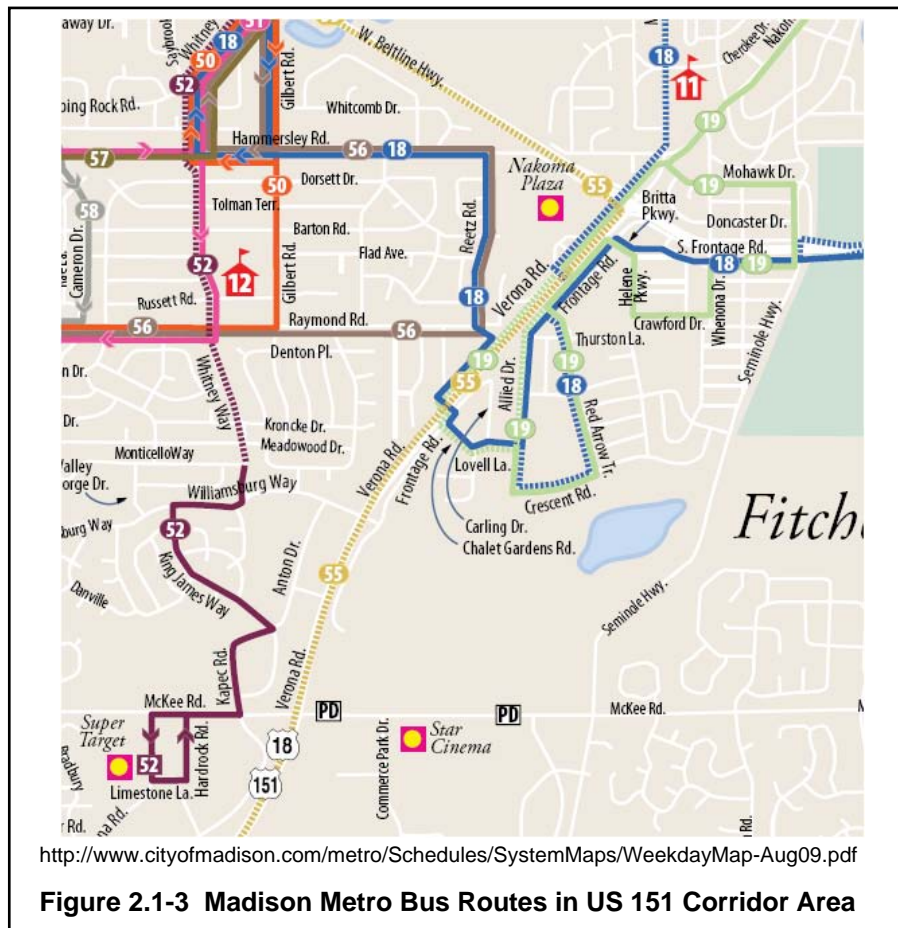 away Dr.
Saybrook
Whitney
51
18
50
52
ping Rock Rd.
Gilbert Rd.
W. Beltline Hwy.
55
Whitcomb Dr.
Hammersley Rd.
56
18
57
50
Dorsett Dr.
Tolman Terr.
58
Cameron Dr.
Barton Rd.
Flad Ave.
Reetz Rd.
52
12
Gilbert Rd.
18
Russett Rd.
Raymond Rd.
56
56
Denton Pl.
n Dr.
Whitney Way
Dr.
Kroncke Dr.
Meadowood Dr.
Monticello Way
Valley
orge Dr.
Williamsburg Way
burg Way
52
King James Way
Danville
Anton Dr.
Kapec Rd.
McKee Rd.
Super
Target
52
Hardrock Rd.
Limestone La.
Bradbury
r Rd.
na Rd.
18
11
Cherokee Dr.
Nakom
19
Mohawk Dr.
19
Nakoma
Plaza
55
Britta
Pkwy.
Doncaster Dr.
S. Frontage Rd.
18
19
Verona Rd.
Frontage Rd.
Helene
Pkwy.
Whenona Dr.
Crawford Dr.
Seminole Hwy.
Thurston La.
19
55
Allied Dr.
19
18
19
Red Arrow Tr.
Verona Rd.
Frontage Rd.
Lovell La.
Crescent Rd.
Carling Dr.
Chalet Gardens Rd.
Fitch
55
Verona Rd.
Seminole Hwy.
PD
PD
McKee Rd.
M
18
151
Commerce Park Dr.
Star
Cinema
Rd.
http://www.cityofmadison.com/metro/Schedules/SystemMaps/WeekdayMap-Aug09.pdf
Figure 2.1-3 Madison Metro Bus Routes in US 151 Corridor Area